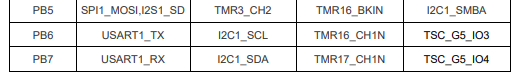 PB5 SPI1_MOSI,I2S1_SD TMR3_CH2 TMR16_BKIN I2C1_SMBA
PB6 USART1_TX I2C1_SCL TMR16_CH1N TSC_G5_IO3
PB7 USART1_RX I2C1_SDA TMR17_CH1N TSC_G5_IO4